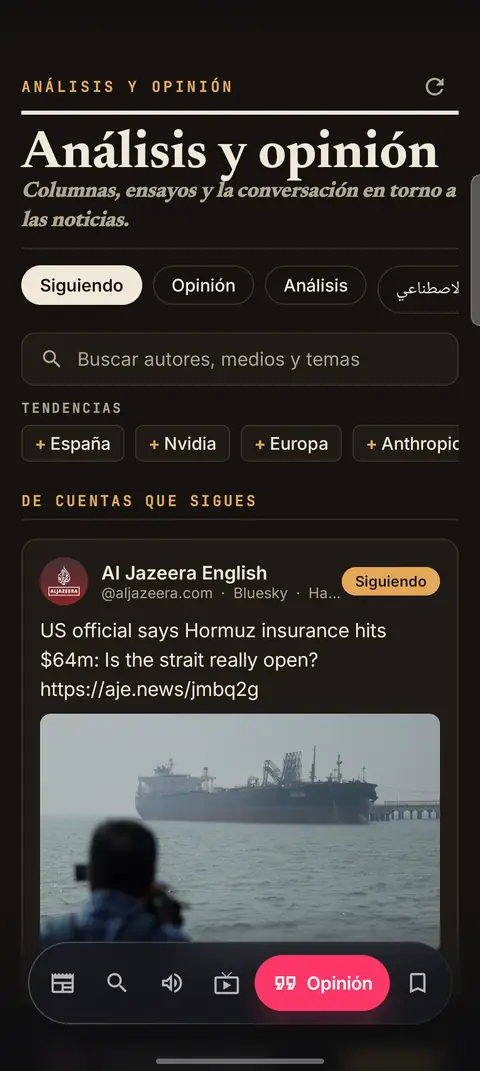 ANÁLISIS Y OPINIÓN
Análisis y opinión
Columnas, ensayos y la conversación en torno a
las noticias.
Siguiendo
Opinión
Análisis
Buscar autores, medios y temas
TENDENCIAS
+ España
+ Nvidia
+ Europa
+ Anthropic
DE CUENTAS QUE SIGUES
Al Jazeera English
@aljazeera.com · Bluesky · Ha...
Siguiendo
ALJAZEERA
US official says Hormuz insurance hits
$64m: Is the strait really open?
https://aje.news/jmbq2g
Opinión